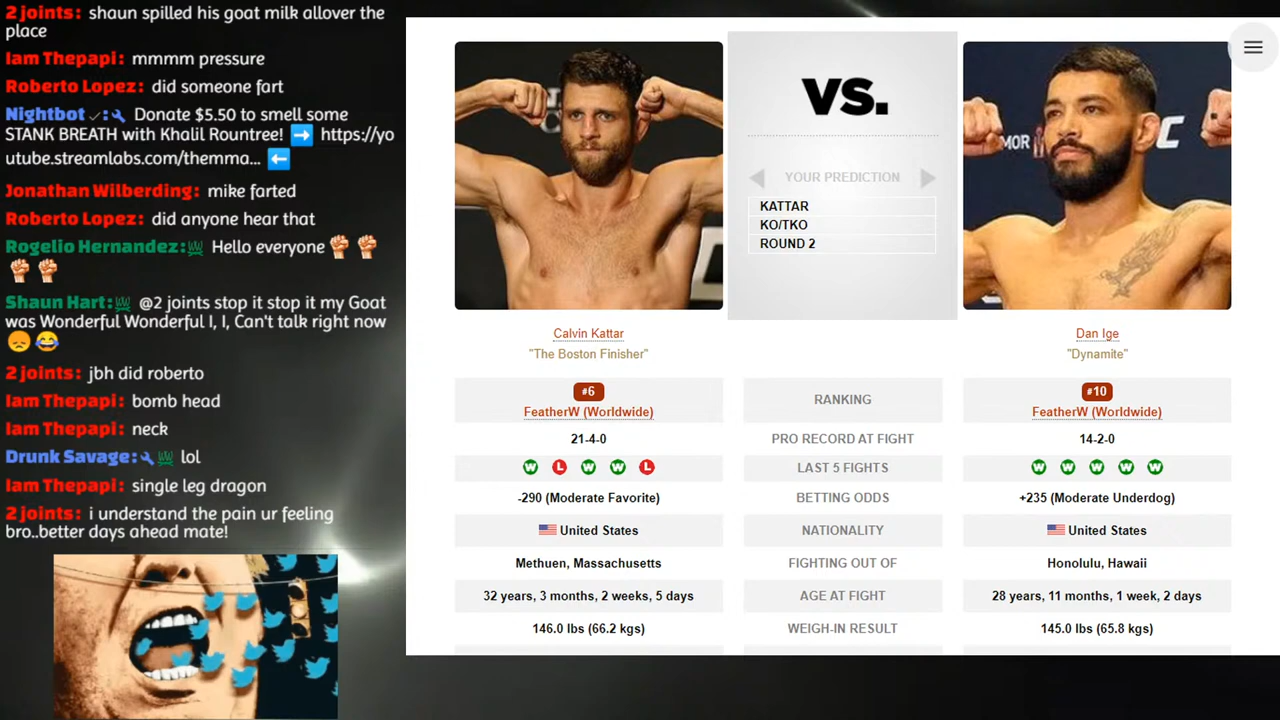 2 joints: shaun spilled his goat milk allover the
place
Iam Thepapi: mmmm pressure
Roberto Lopez: did someone fart
Nightbot ✓:🔧 Donate $5.50 to smell some
STANK BREATH with Khalil Rountree! ➡️ https://yo
utube.streamlabs.com/themma... ⬅️
Jonathan Wilberding: mike farted
Roberto Lopez: did anyone hear that
Rogelio Hernandez: Hello everyone ✊🏻 ✊🏻
✊🏻 ✊🏻
Shaun Hart: @2 joints stop it stop it my Goat
was Wonderful Wonderful I, I, Can't talk right now
😞 😂
2 joints: jbh did roberto
Iam Thepapi: bomb head
Iam Thepapi: neck
Drunk Savage:🔧 lol
Iam Thepapi: single leg dragon
2 joints: i understand the pain ur feeling
bro..better days ahead mate!
VS.
YOUR PREDICTION
KATTAR
KO/TKO
ROUND 2
MOR
C
Calvin Kattar
Dan Ige
"The Boston Finisher"
"Dynamite"
#6
FeatherW (Worldwide)
RANKING
#10
FeatherW (Worldwide)
21-4-0 PRO RECORD AT FIGHT 14-2-0
W L W W L LAST 5 FIGHTS W W W W W
-290 (Moderate Favorite) BETTING ODDS +235 (Moderate Underdog)
United States NATIONALITY United States
Methuen, Massachusetts FIGHTING OUT OF Honolulu, Hawaii
32 years, 3 months, 2 weeks, 5 days AGE AT FIGHT 28 years, 11 months, 1 week, 2 days
146.0 lbs (66.2 kgs) WEIGH-IN RESULT 145.0 lbs (65.8 kgs)